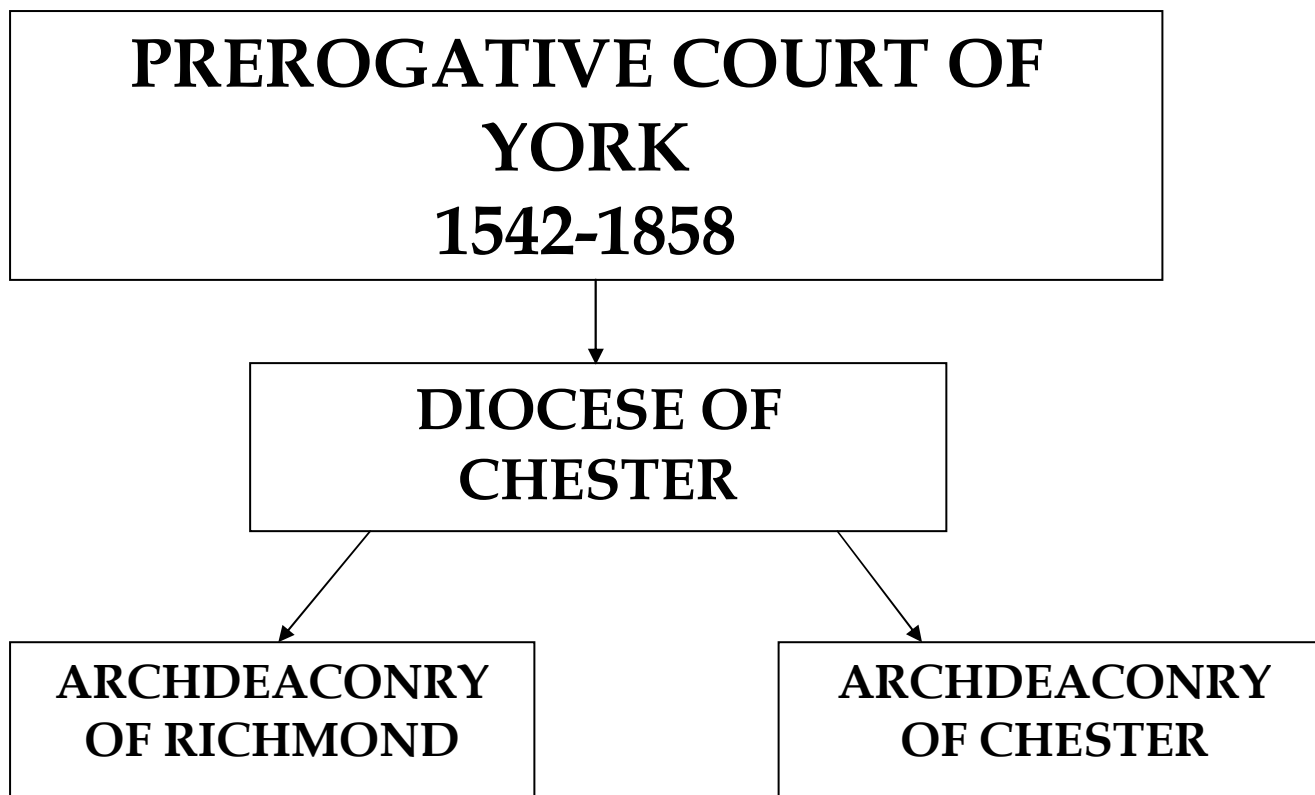 PREROGATIVE COURT OF
YORK
1542-1858
DIOCESE OF
CHESTER
ARCHDEACONRY
OF RICHMOND
ARCHDEACONRY
OF CHESTER